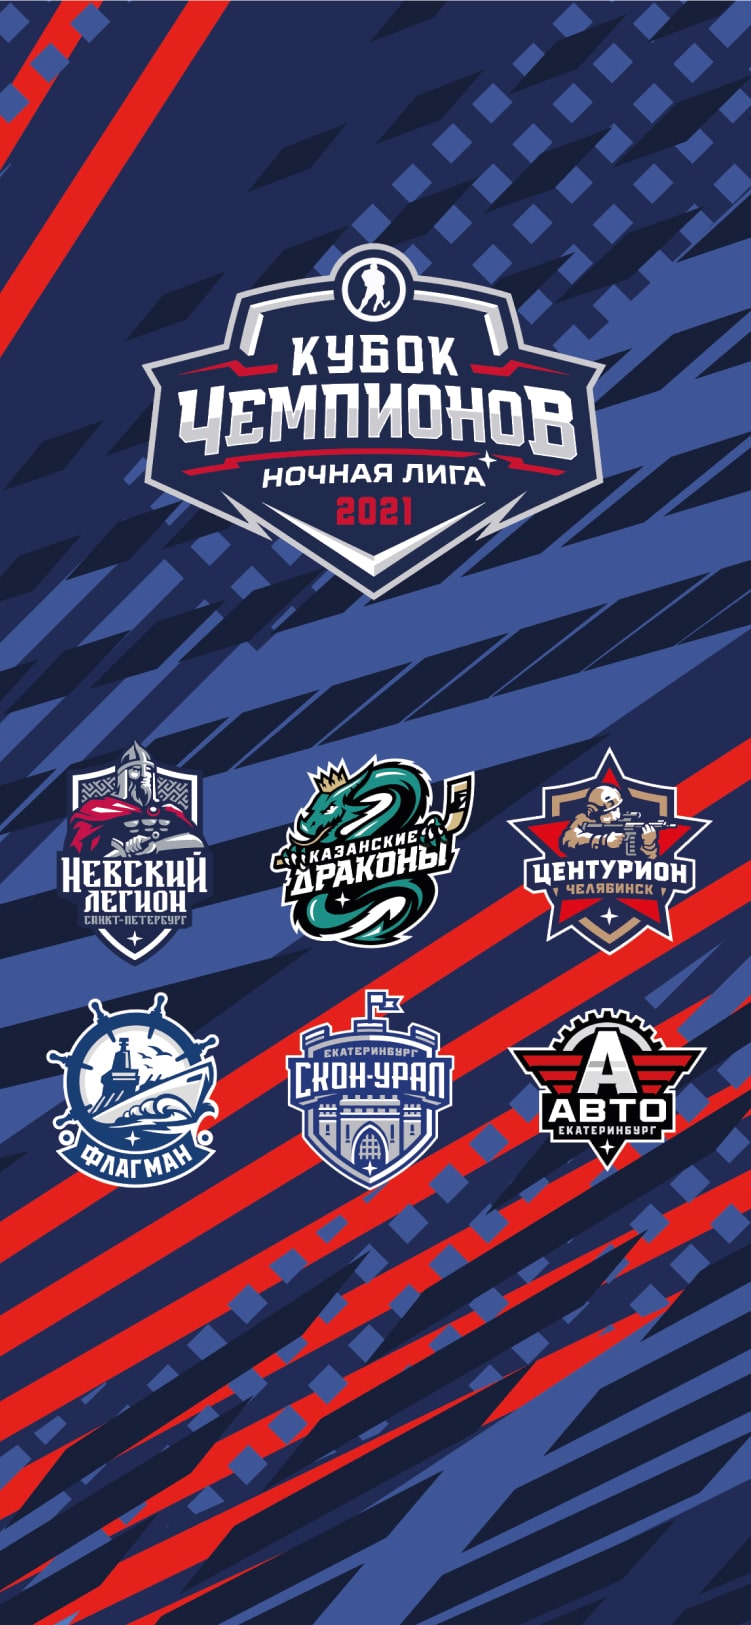 КУБОК
ЧЕМПИОНОВ
НОЧНАЯ ЛИГА
2021
НЕВСКИЙ
ЛЕГИОН
САНКТ-ПЕТЕРБУРГ
КАЗАНСКИЕ
ДРАКОНЫ
ЦЕНТУРИОН
ЧЕЛЯБИНСК
ФЛАГМАН
ЕКАТЕРИНБУРГ
СКОН-УРАЛ
А
АВТО
ЕКАТЕРИНБУРГ